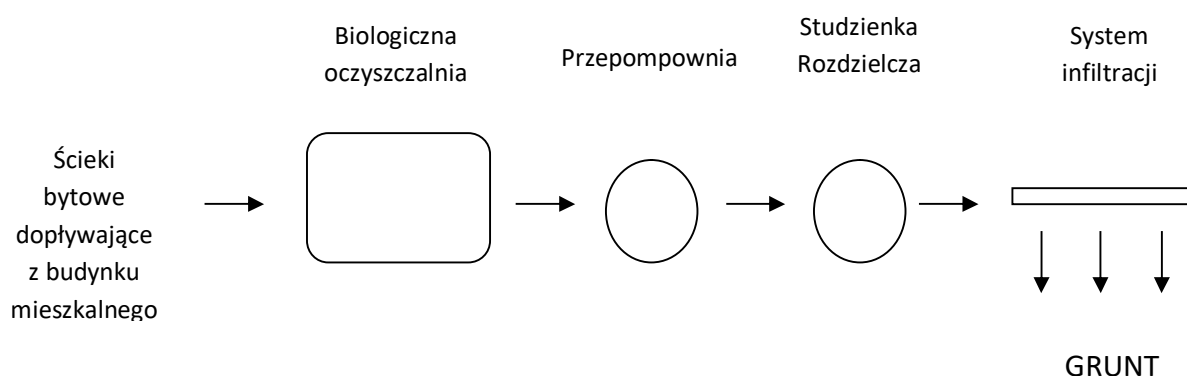 Biologiczna
oczyszczalnia
Przepompownia
Studzienka
Rozdzielcza
System
infiltracji
Ścieki
bytowe
dopływające
z budynku
mieszkalnego
GRUNT